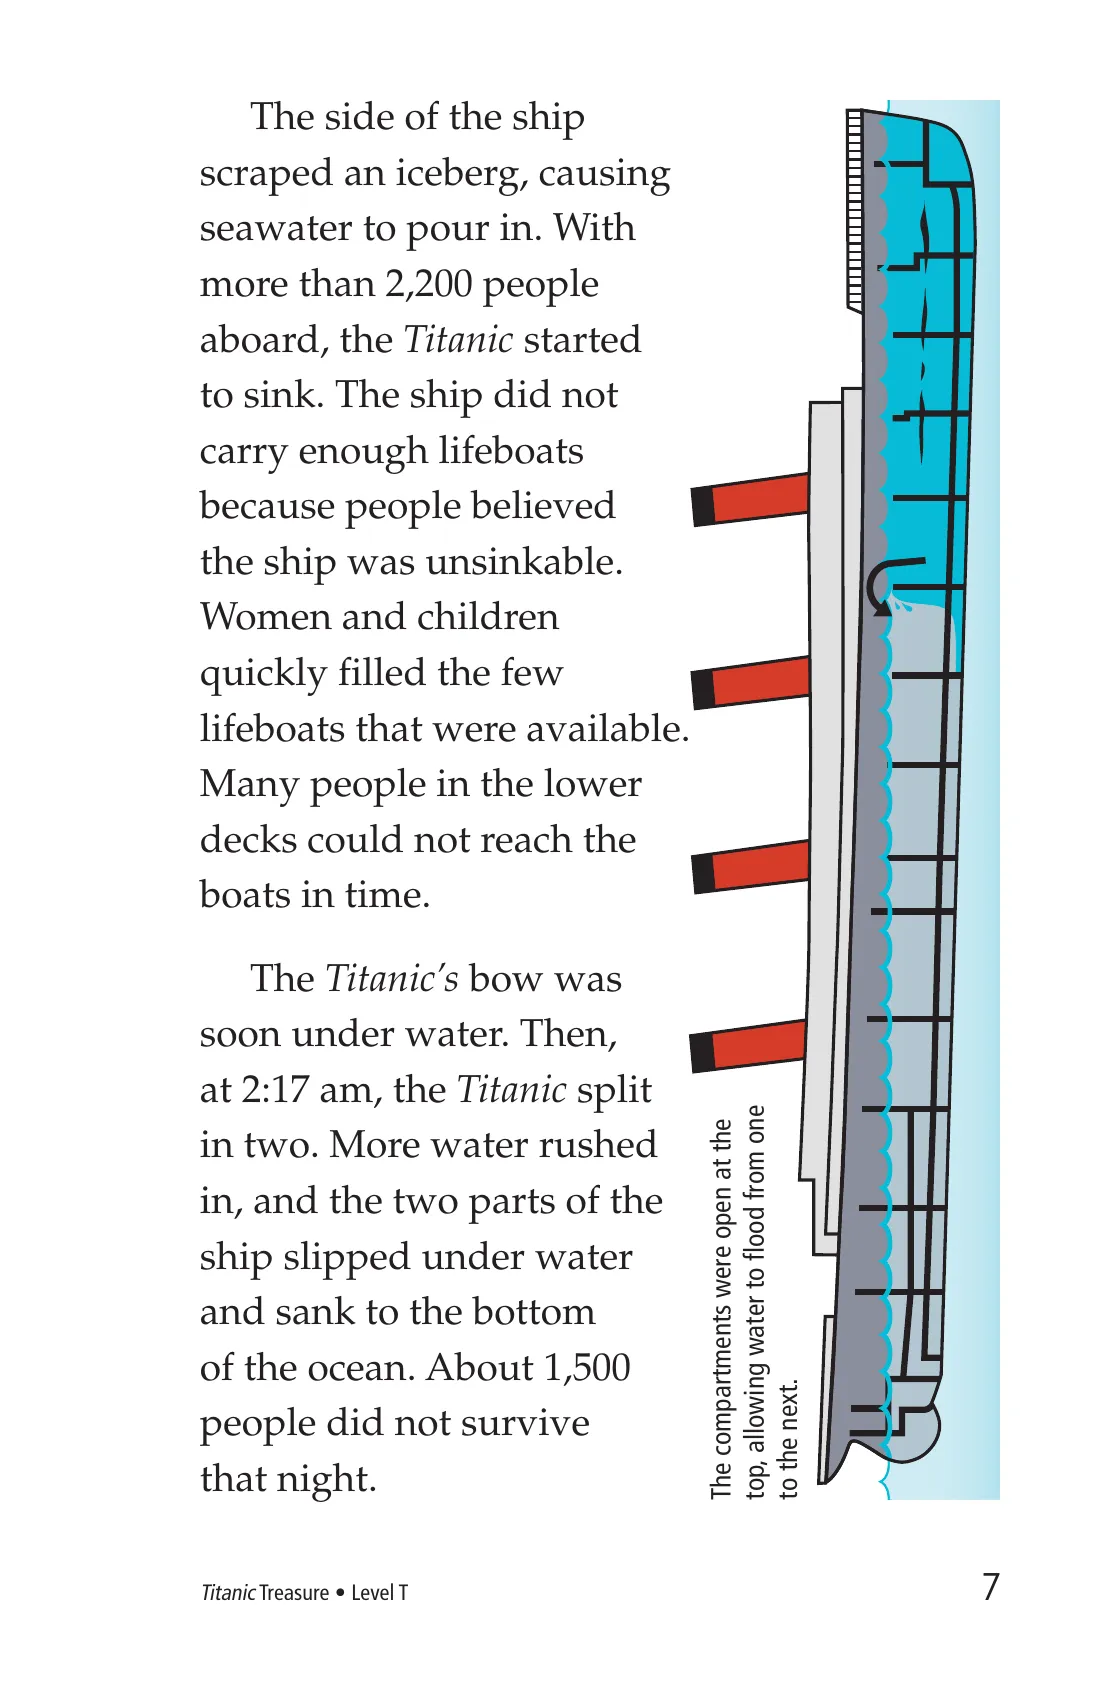 The side of the ship
scraped an iceberg, causing
seawater to pour in. With
more than 2,200 people
aboard, the Titanic started
to sink. The ship did not
carry enough lifeboats
because people believed
the ship was unsinkable.
Women and children
quickly filled the few
lifeboats that were available.
Many people in the lower
decks could not reach the
boats in time.
The Titanic’s bow was
soon under water. Then,
at 2:17 am, the Titanic split
in two. More water rushed
in, and the two parts of the
ship slipped under water
and sank to the bottom
of the ocean. About 1,500
people did not survive
that night.
The compartments were open at the
top, allowing water to flood from one
to the next.
Titanic Treasure • Level T
7